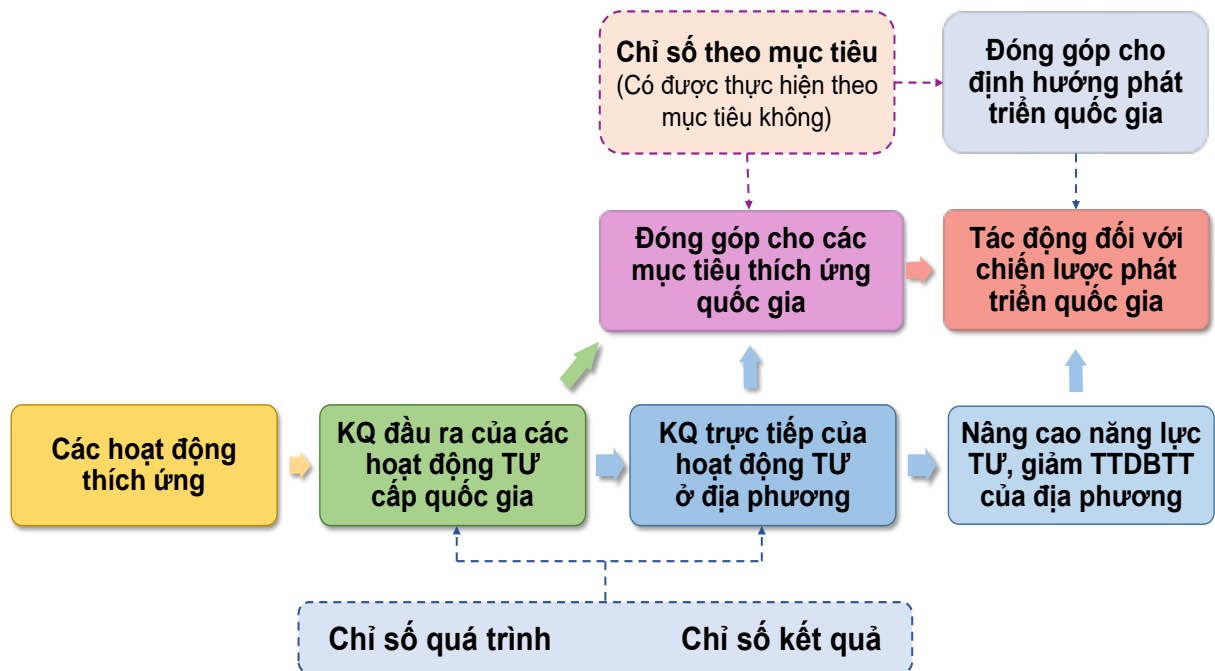 Chỉ số theo mục tiêu
(Có được thực hiện theo
mục tiêu không)
Đóng góp cho
định hướng phát
triển quốc gia
Đóng góp cho các
mục tiêu thích ứng
quốc gia
Tác động đối với
chiến lược phát
triển quốc gia
Các hoạt động
thích ứng
KQ đầu ra của các
hoạt động TƯ
cấp quốc gia
KQ trực tiếp của
hoạt động TƯ
ở địa phương
Nâng cao năng lực
TƯ, giảm TTDBTT
của địa phương
Chỉ số quá trình
Chỉ số kết quả